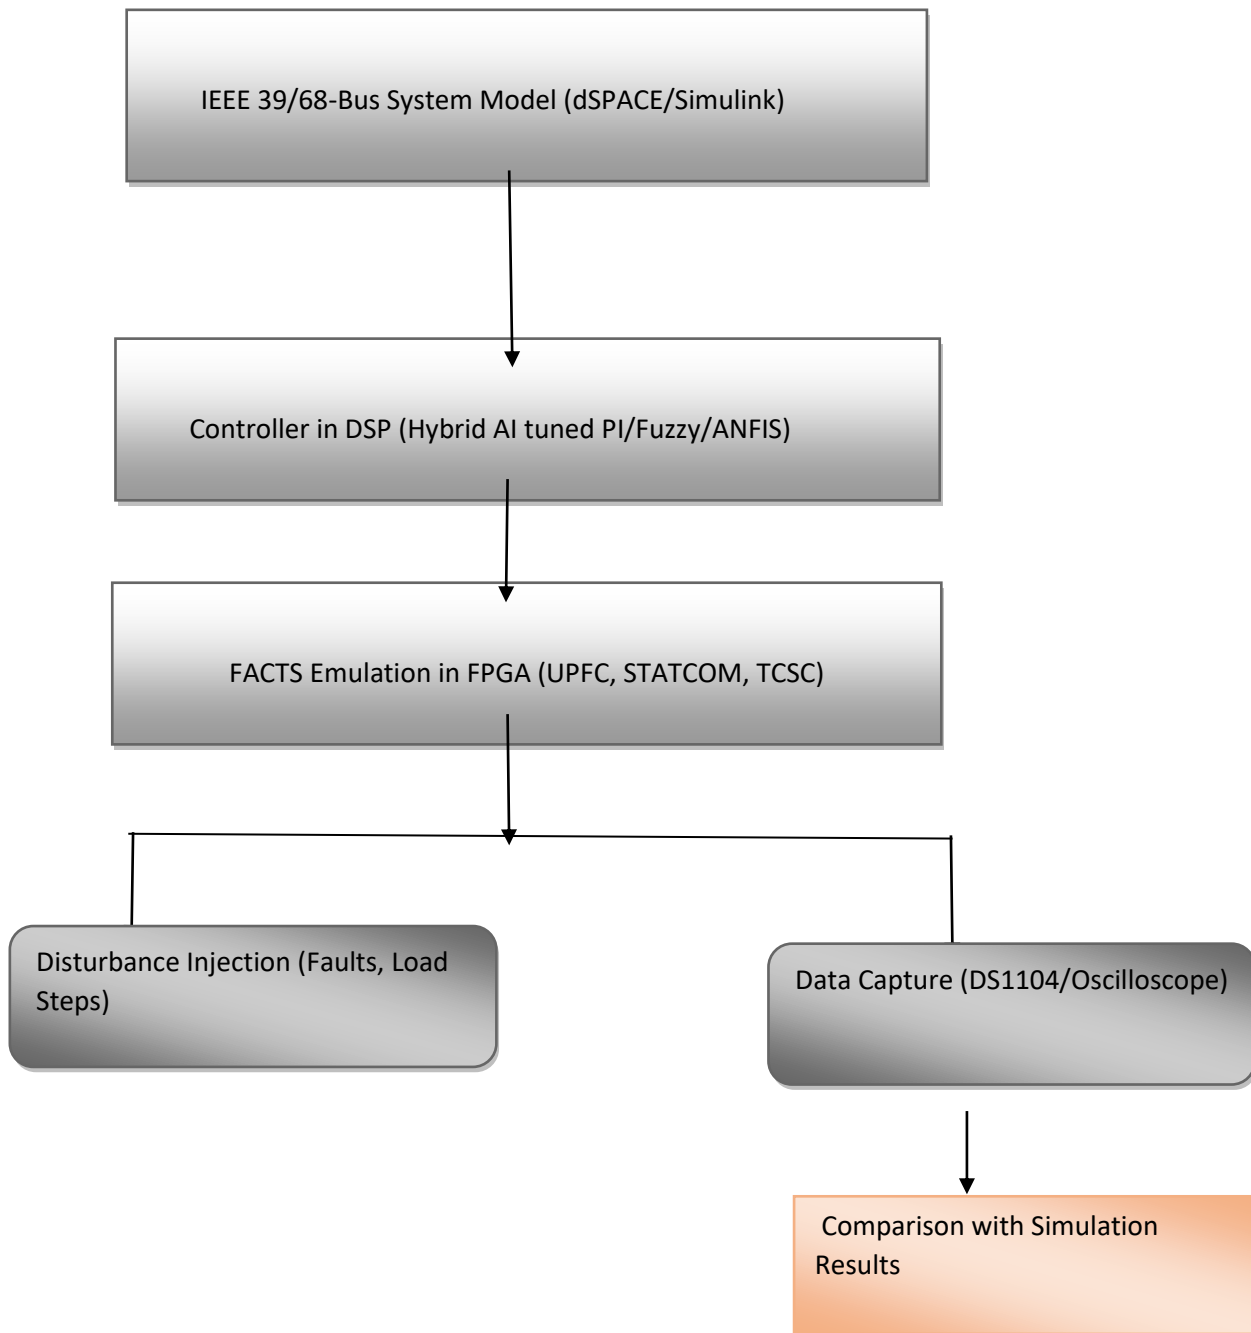 IEEE 39/68-Bus System Model (dSPACE/Simulink)
Controller in DSP (Hybrid AI tuned PI/Fuzzy/ANFIS)
FACTS Emulation in FPGA (UPFC, STATCOM, TCSC)
Disturbance Injection (Faults, Load
Steps)
Data Capture (DS1104/Oscilloscope)
Comparison with Simulation
Results